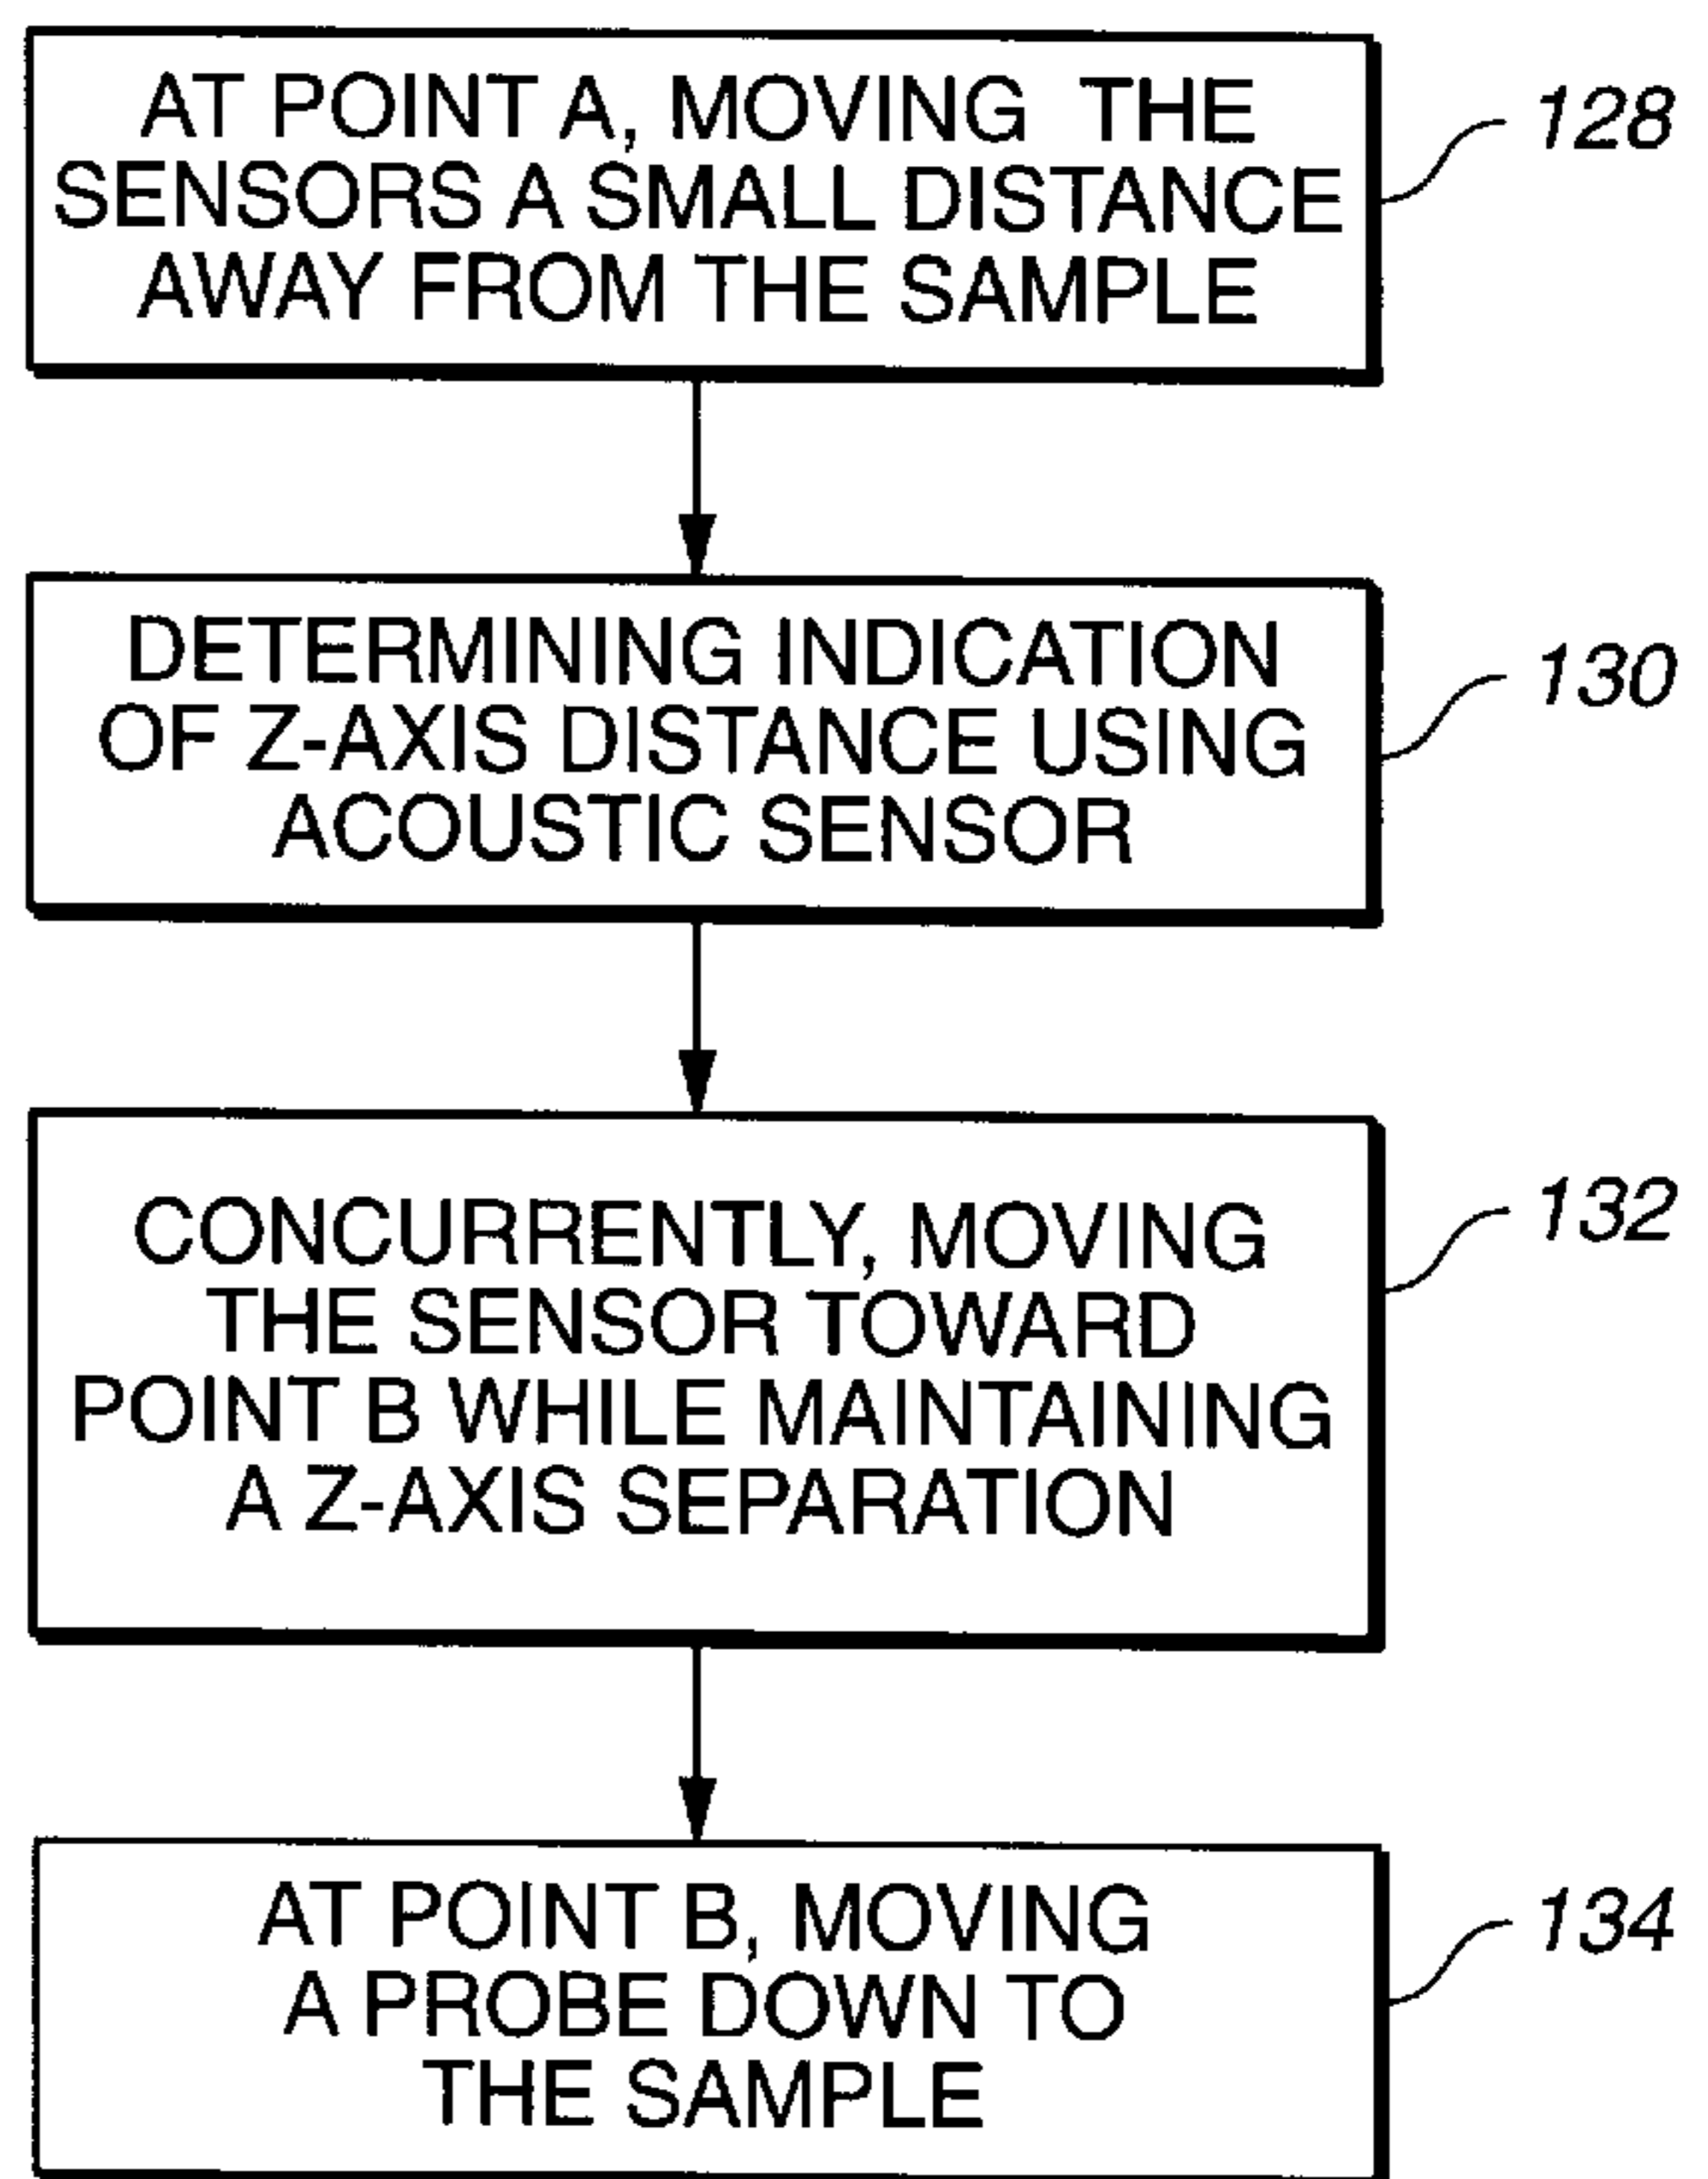 AT POINT A, MOVING THE
SENSORS A SMALL DISTANCE
AWAY FROM THE SAMPLE
128
DETERMINING INDICATION
OF Z-AXIS DISTANCE USING
ACOUSTIC SENSOR
130
CONCURRENTLY, MOVING
THE SENSOR TOWARD
POINT B WHILE MAINTAINING
A Z-AXIS SEPARATION
132
AT POINT B, MOVING
A PROBE DOWN TO
THE SAMPLE
134